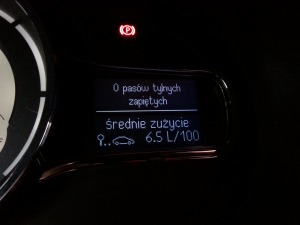 0 pasów tylnych
zapiętych
średnie zużycie
6.5 L/100